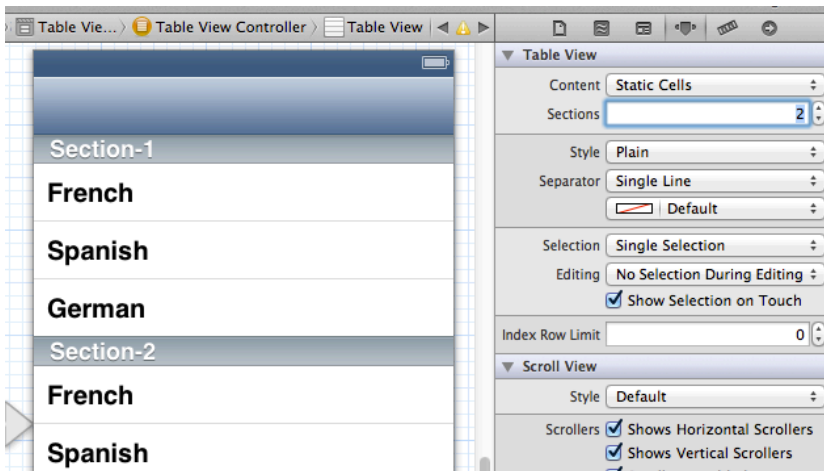 Table Vie... Table View Controller Table View
Table View
Content Static Cells
Sections 2
Style Plain
Separator Single Line
Default
Selection Single Selection
Editing No Selection During Editing
Show Selection on Touch
Index Row Limit 0
Scroll View
Style Default
Scrollers Shows Horizontal Scrollers
Shows Vertical Scrollers
Section-1
French
Spanish
German
Section-2
French
Spanish